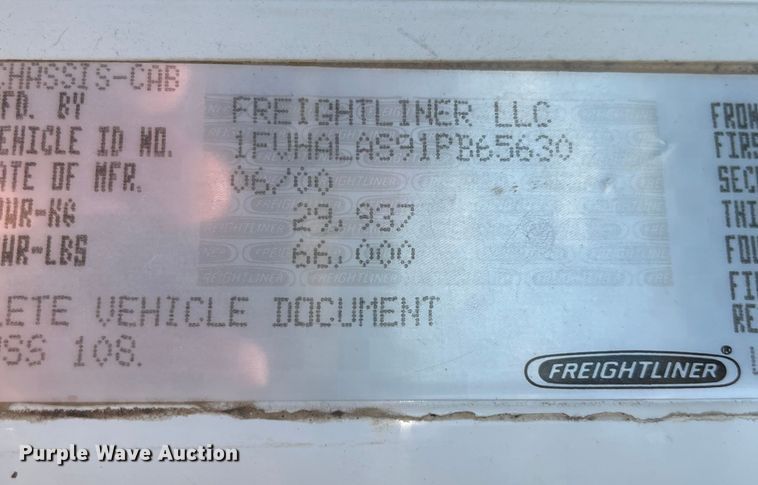 CHASSIS-CAB
FD. BY FREIGHTLINER LLC FRON
EHICLE ID NO. 1FVHALAS91PB65630 FIRS
ATE OF MFR. 06/00 SEC
WR-KG 29,937 THI
WR-LBS 66,000 FOU
FI
LETE VEHICLE DOCUMENT RE
SS 108.
FREIGHTLINER®
Purple Wave Auction